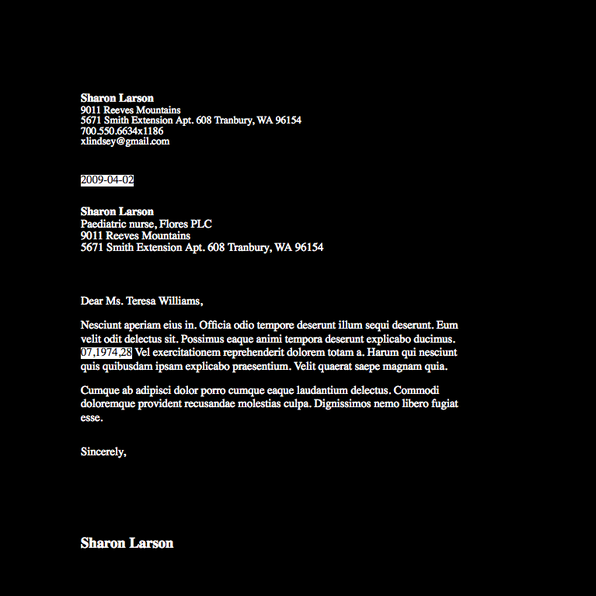 Sharon Larson
9011 Reeves Mountains
5671 Smith Extension Apt. 608 Tranbury, WA 96154
700.550.6634x1186
xlindsey@gmail.com
2009-04-02
Sharon Larson
Paediatric nurse, Flores PLC
9011 Reeves Mountains
5671 Smith Extension Apt. 608 Tranbury, WA 96154
Dear Ms. Teresa Williams,
Nesciunt aperiam eius in. Officia odio tempore deserunt illum sequi deserunt. Eum
velit odit delectus sit. Possimus eaque animi tempora deserunt explicabo ducimus.
07,1974,28 Vel exercitationem reprehenderit dolorem totam a. Harum qui nesciunt
quis quibusdam ipsam explicabo praesentium. Velit quaerat saepe magnam quia.
Cumque ab adipisci dolor porro cumque eaque laudantium delectus. Commodi
doloremque provident recusandae molestias culpa. Dignissimos nemo libero fugiat
esse.
Sincerely,
Sharon Larson